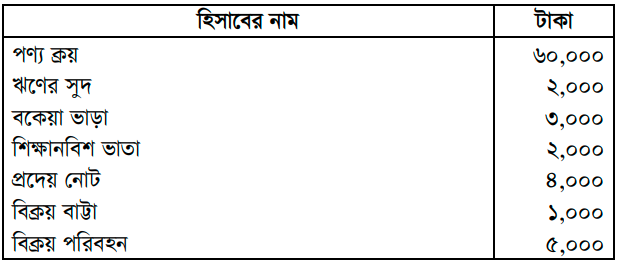 হিসাবের নাম টাকা
পণ্য ক্রয় ৬০,০০০
ঋণের সুদ ২,০০০
বকেয়া ভাড়া ৩,০০০
শিক্ষানবিশ ভাতা ২,০০০
প্রদেয় নোট ৪,০০০
বিক্রয় বাট্টা ১,০০০
বিক্রয় পরিবহন ৫,০০০